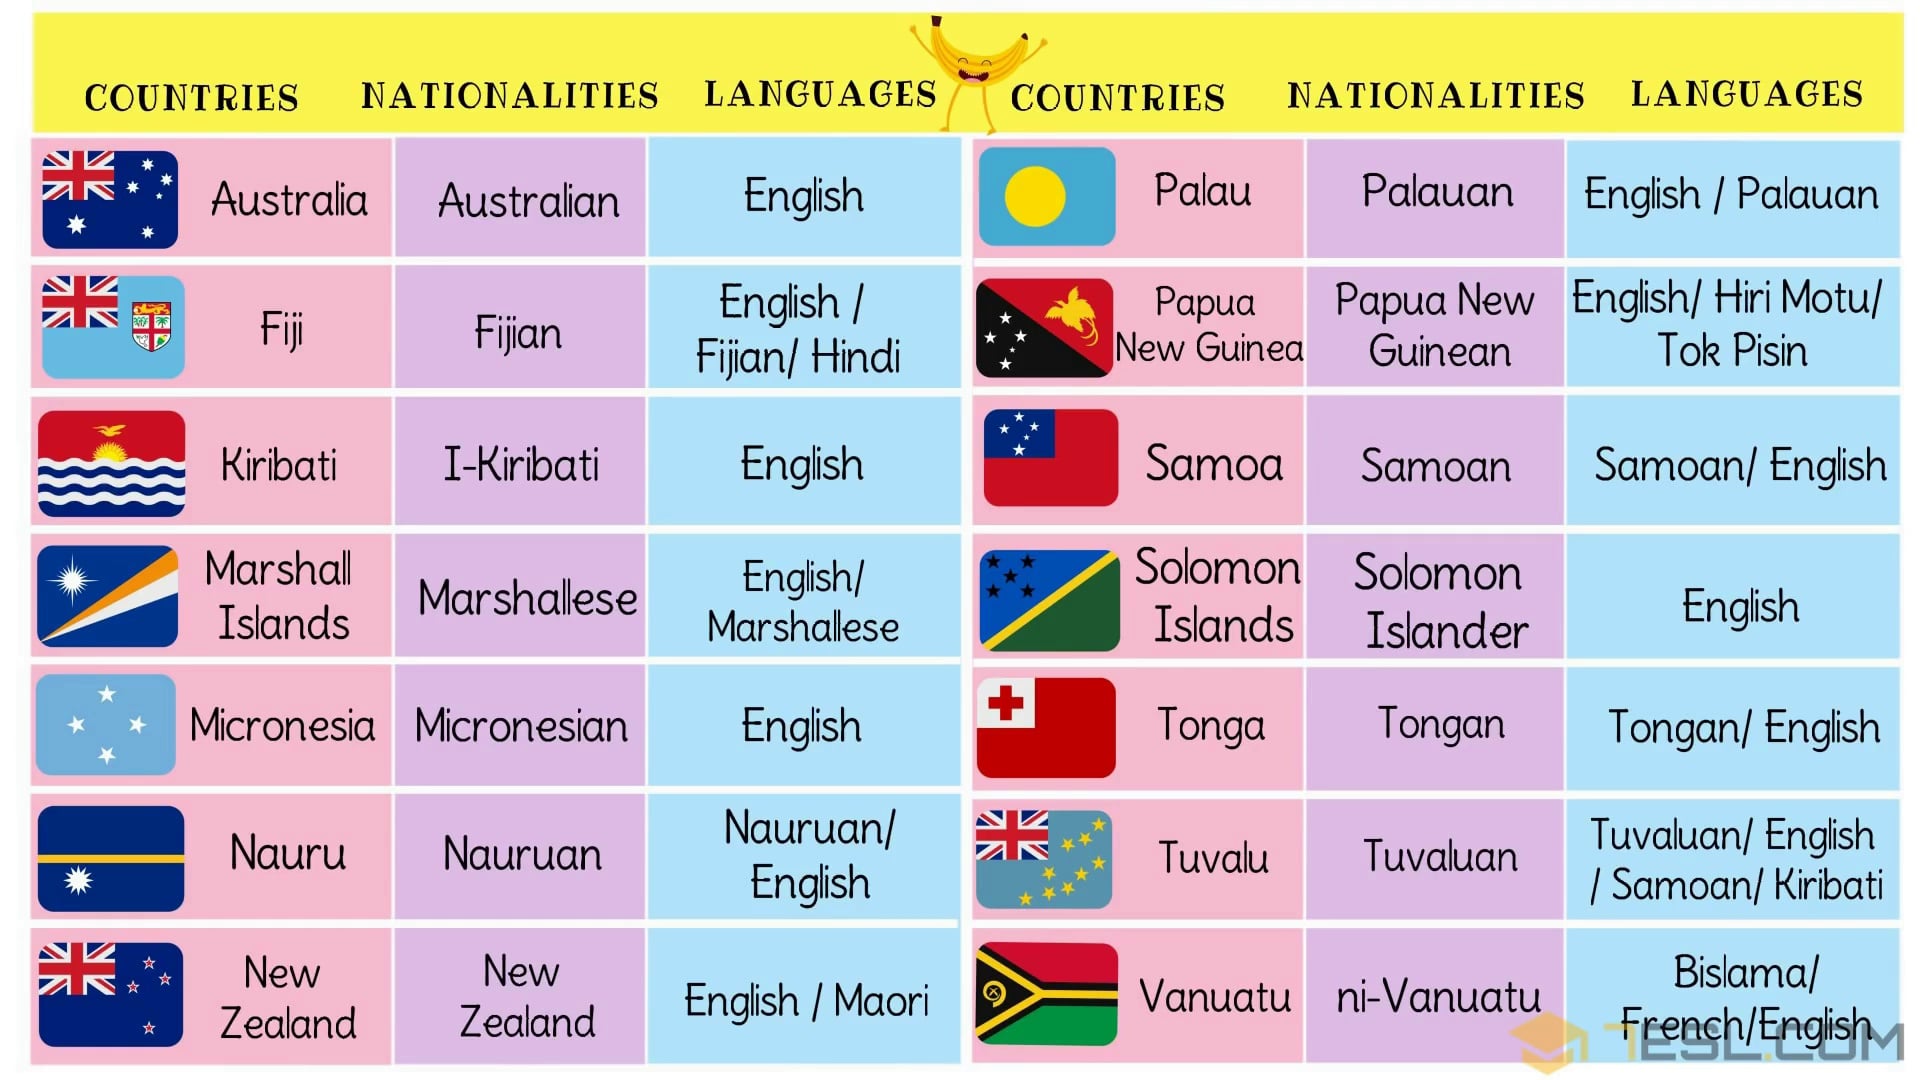 COUNTRIES NATIONALITIES LANGUAGES COUNTRIES NATIONALITIES LANGUAGES
Australia Australian English
Fiji Fijian English /
Fijian/ Hindi
Kiribati I-Kiribati English
Marshall
Islands Marshallese English/
Marshallese
Micronesia Micronesian English
Nauru Nauruan Nauruan/
English
New
Zealand New
Zealand English / Maori
Palau Palauan English / Palauan
Papua
New Guinea Papua New
Guinean English/ Hiri Motu/
Tok Pisin
Samoa Samoan Samoan/ English
Solomon
Islands Solomon
Islander English
Tonga Tongan Tongan/ English
Tuvalu Tuvaluan Tuvaluan/ English
/ Samoan/ Kiribati
Vanuatu ni-Vanuatu Bislama/
French/English
7ESL.COM